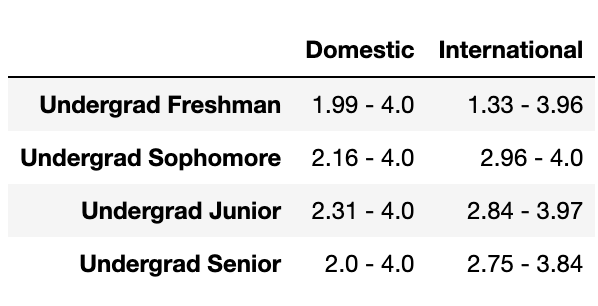 Domestic International
Undergrad Freshman 1.99 - 4.0 1.33 - 3.96
Undergrad Sophomore 2.16 - 4.0 2.96 - 4.0
Undergrad Junior 2.31 - 4.0 2.84 - 3.97
Undergrad Senior 2.0 - 4.0 2.75 - 3.84